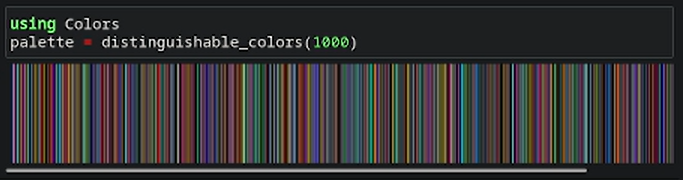 using Colors
palette = distinguishable_colors(1000)